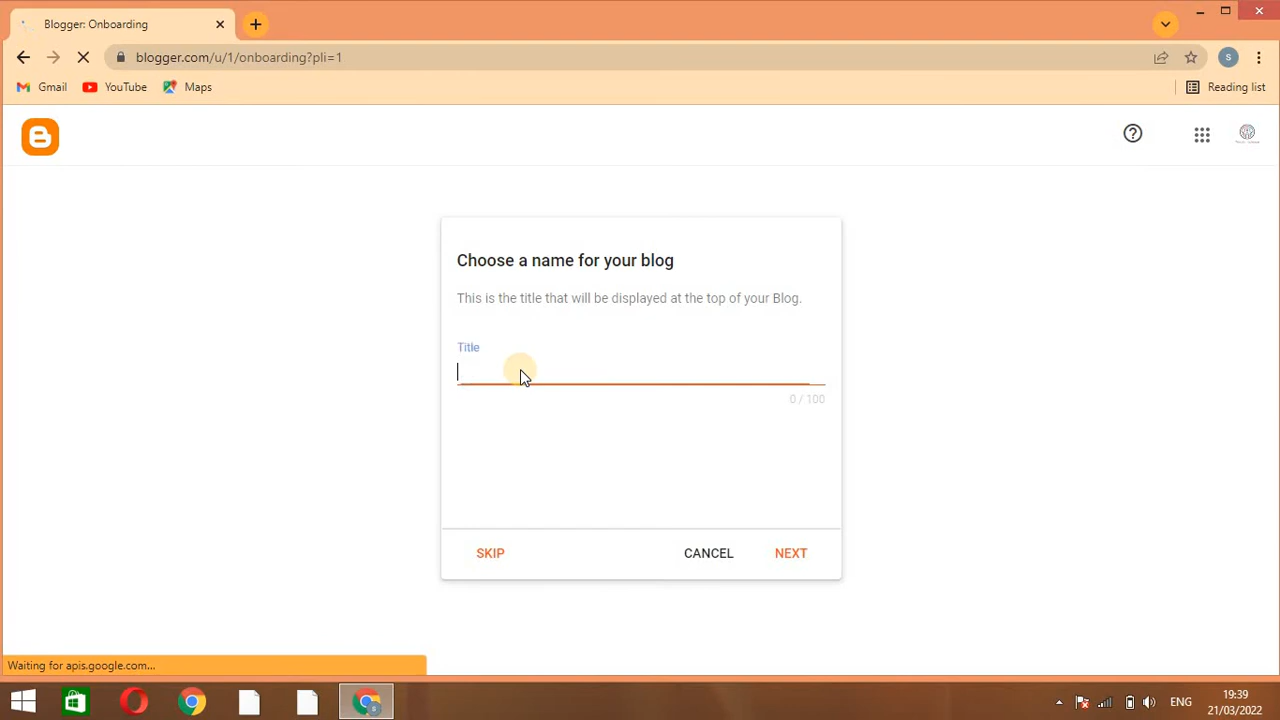 Blogger: Onboarding
blogger.com/u/1/onboarding?pli=1
S
Gmail
YouTube
Maps
Reading list
Choose a name for your blog
This is the title that will be displayed at the top of your Blog.
Title
0 / 100
SKIP
CANCEL
NEXT
Waiting for apis.google.com...
ENG
19:39
21/03/2022